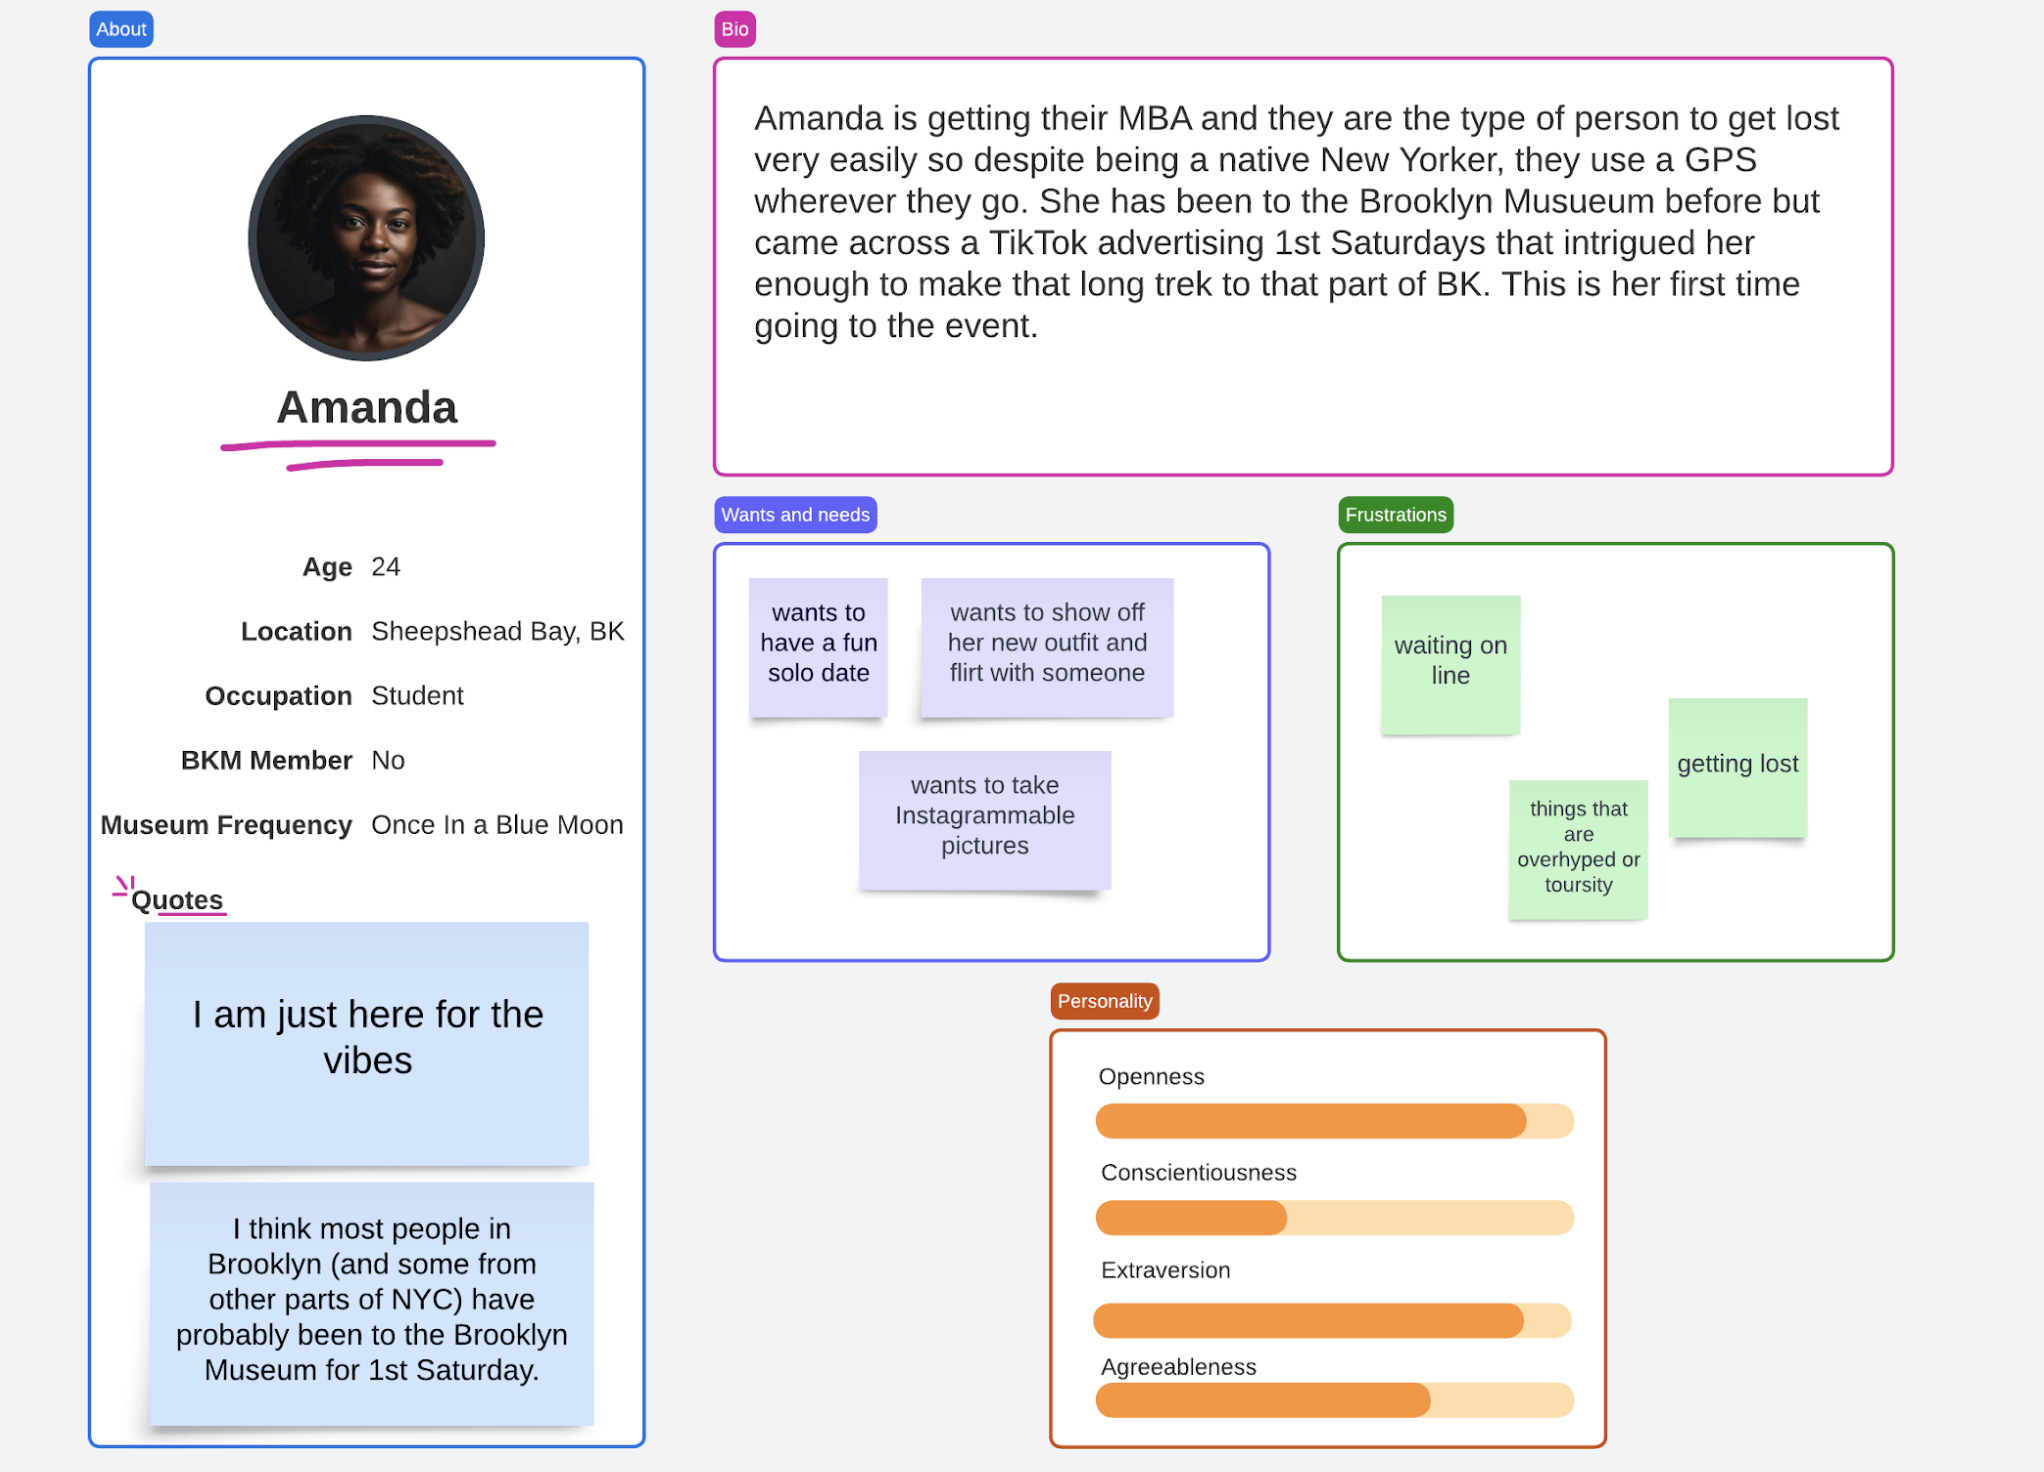 About
Amanda
Age 24
Location Sheepshead Bay, BK
Occupation Student
BKM Member No
Museum Frequency Once In a Blue Moon
Quotes
I am just here for the
vibes
I think most people in
Brooklyn (and some from
other parts of NYC) have
probably been to the Brooklyn
Museum for 1st Saturday.
Bio
Amanda is getting their MBA and they are the type of person to get lost
very easily so despite being a native New Yorker, they use a GPS
wherever they go. She has been to the Brooklyn Musueum before but
came across a TikTok advertising 1st Saturdays that intrigued her
enough to make that long trek to that part of BK. This is her first time
going to the event.
Wants and needs
wants to
have a fun
solo date
wants to show off
her new outfit and
flirt with someone
wants to take
Instagrammable
pictures
Frustrations
waiting on
line
getting lost
things that
are
overhyped or
toursity
Personality
Openness
Conscientiousness
Extraversion
Agreeableness